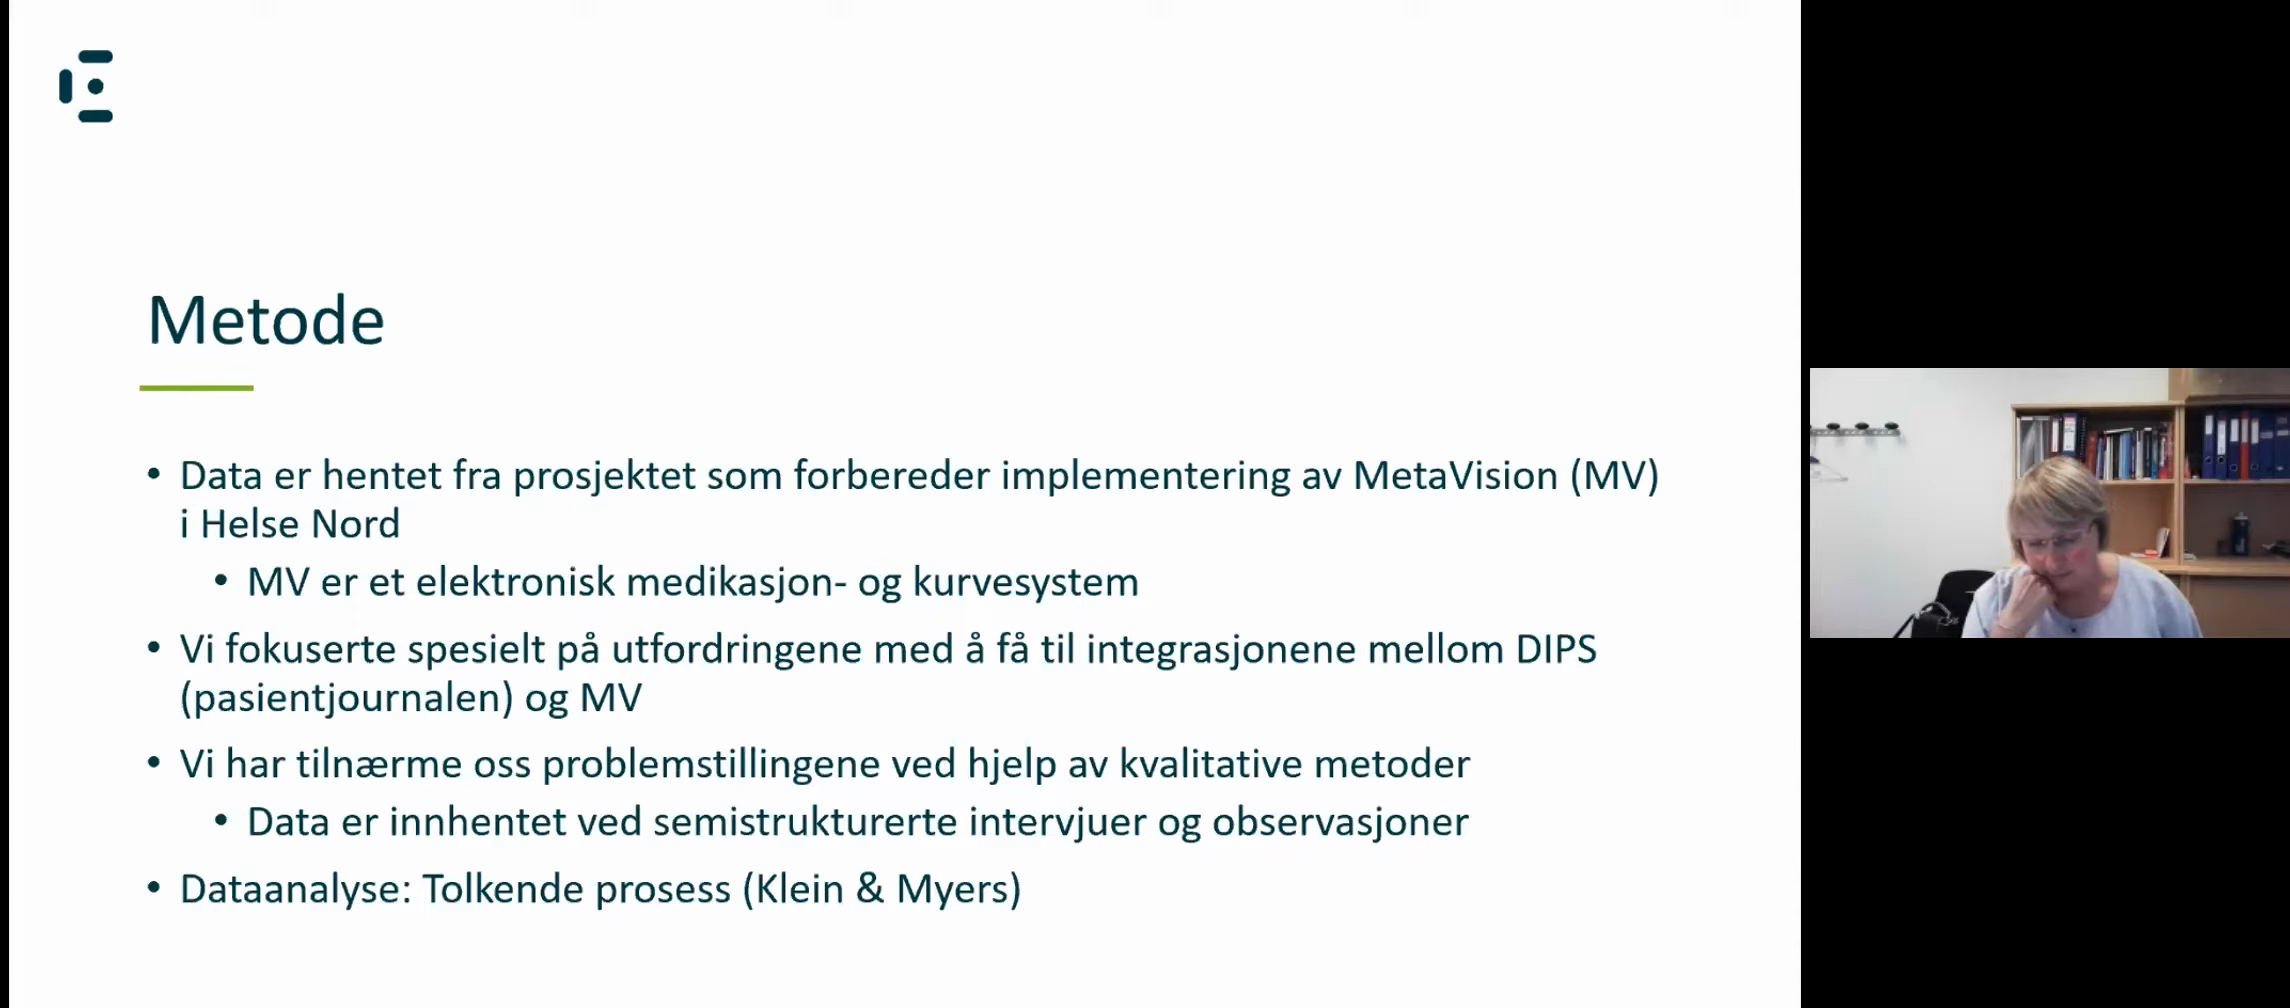 Metode
• Data er hentet fra prosjektet som forbereder implementering av MetaVision (MV)
i Helse Nord
• MV er et elektronisk medikasjon- og kurvesystem
• Vi fokuserte spesielt på utfordringene med å få til integrasjonene mellom DIPS
(pasientjournalen) og MV
• Vi har tilnærme oss problemstillingene ved hjelp av kvalitative metoder
• Data er innhentet ved semistrukturerte intervjuer og observasjoner
• Dataanalyse: Tolkende prosess (Klein & Myers)